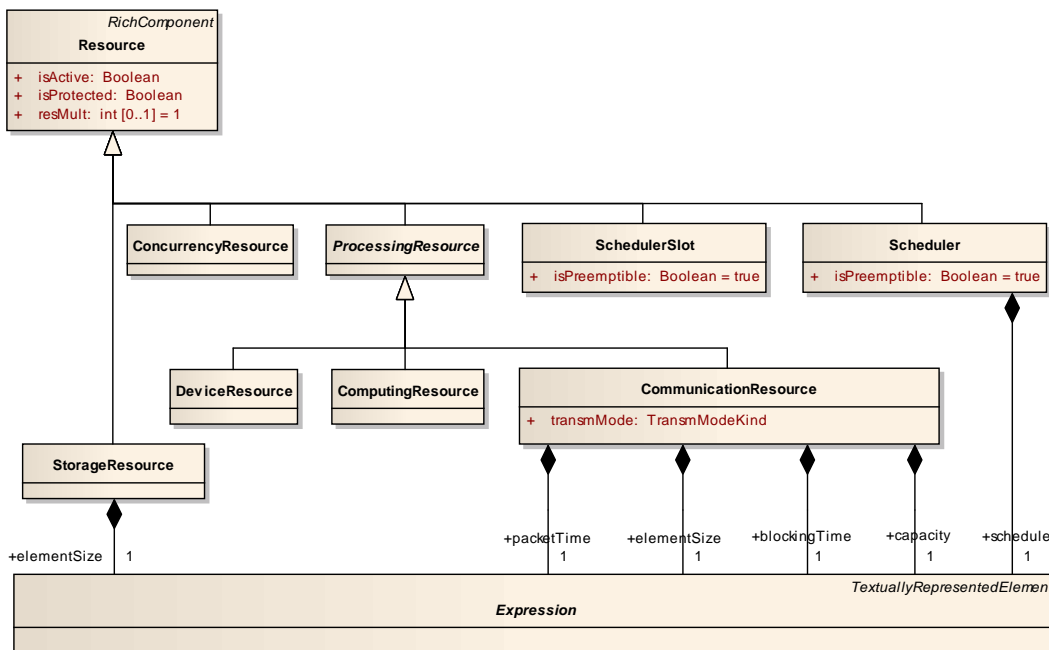 RichComponent
Resource
+ isActive: Boolean
+ isProtected: Boolean
+ resMult: int [0..1] = 1
ConcurrencyResource
ProcessingResource
SchedulerSlot
+ isPreemptible: Boolean = true
Scheduler
+ isPreemptible: Boolean = true
DeviceResource
ComputingResource
CommunicationResource
+ transmMode: TransmModeKind
StorageResource
+elementSize 1
+packetTime
1
+elementSize
1
+blockingTime
1
+capacity
1
+schedule
1
TextuallyRepresentedElemen
Expression